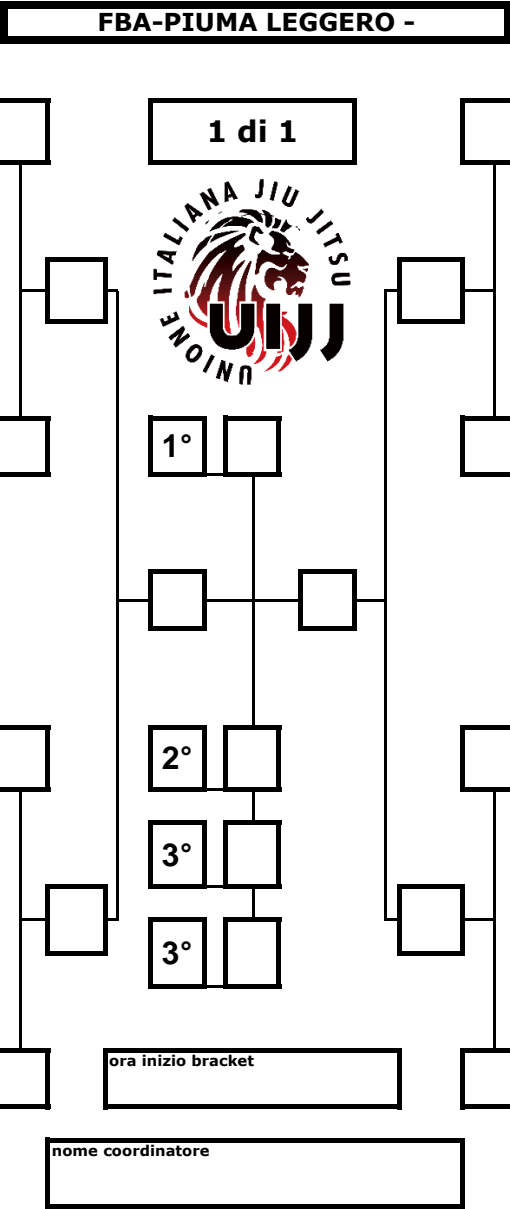 FBA-PIUMA LEGGERO -
1 di 1
UNIONE ITALIANA JIU JITSU
UIJJ
1°
2°
3°
3°
ora inizio bracket
nome coordinatore